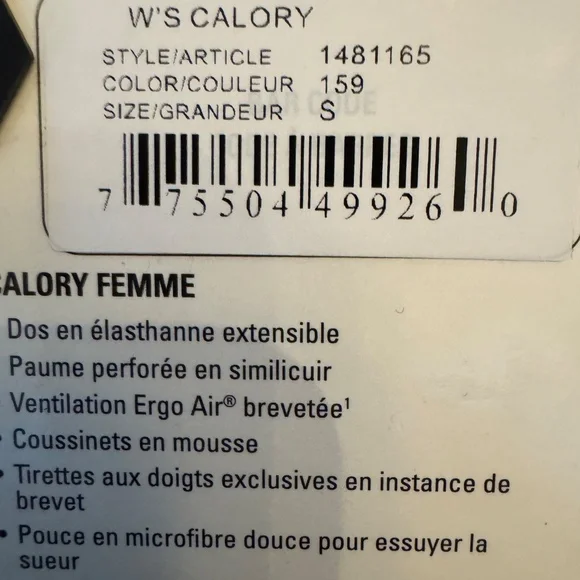 W'S CALORY
STYLE/ARTICLE 1481165
COLOR/COULEUR 159
SIZE/GRANDEUR S
7 75504 49926 0
CALORY FEMME
Dos en élasthanne extensible
Paume perforée en similicuir
Ventilation Ergo Air® brevetée¹
• Coussinets en mousse
• Tirettes aux doigts exclusives en instance de
brevet
• Pouce en microfibre douce pour essuyer la
sueur